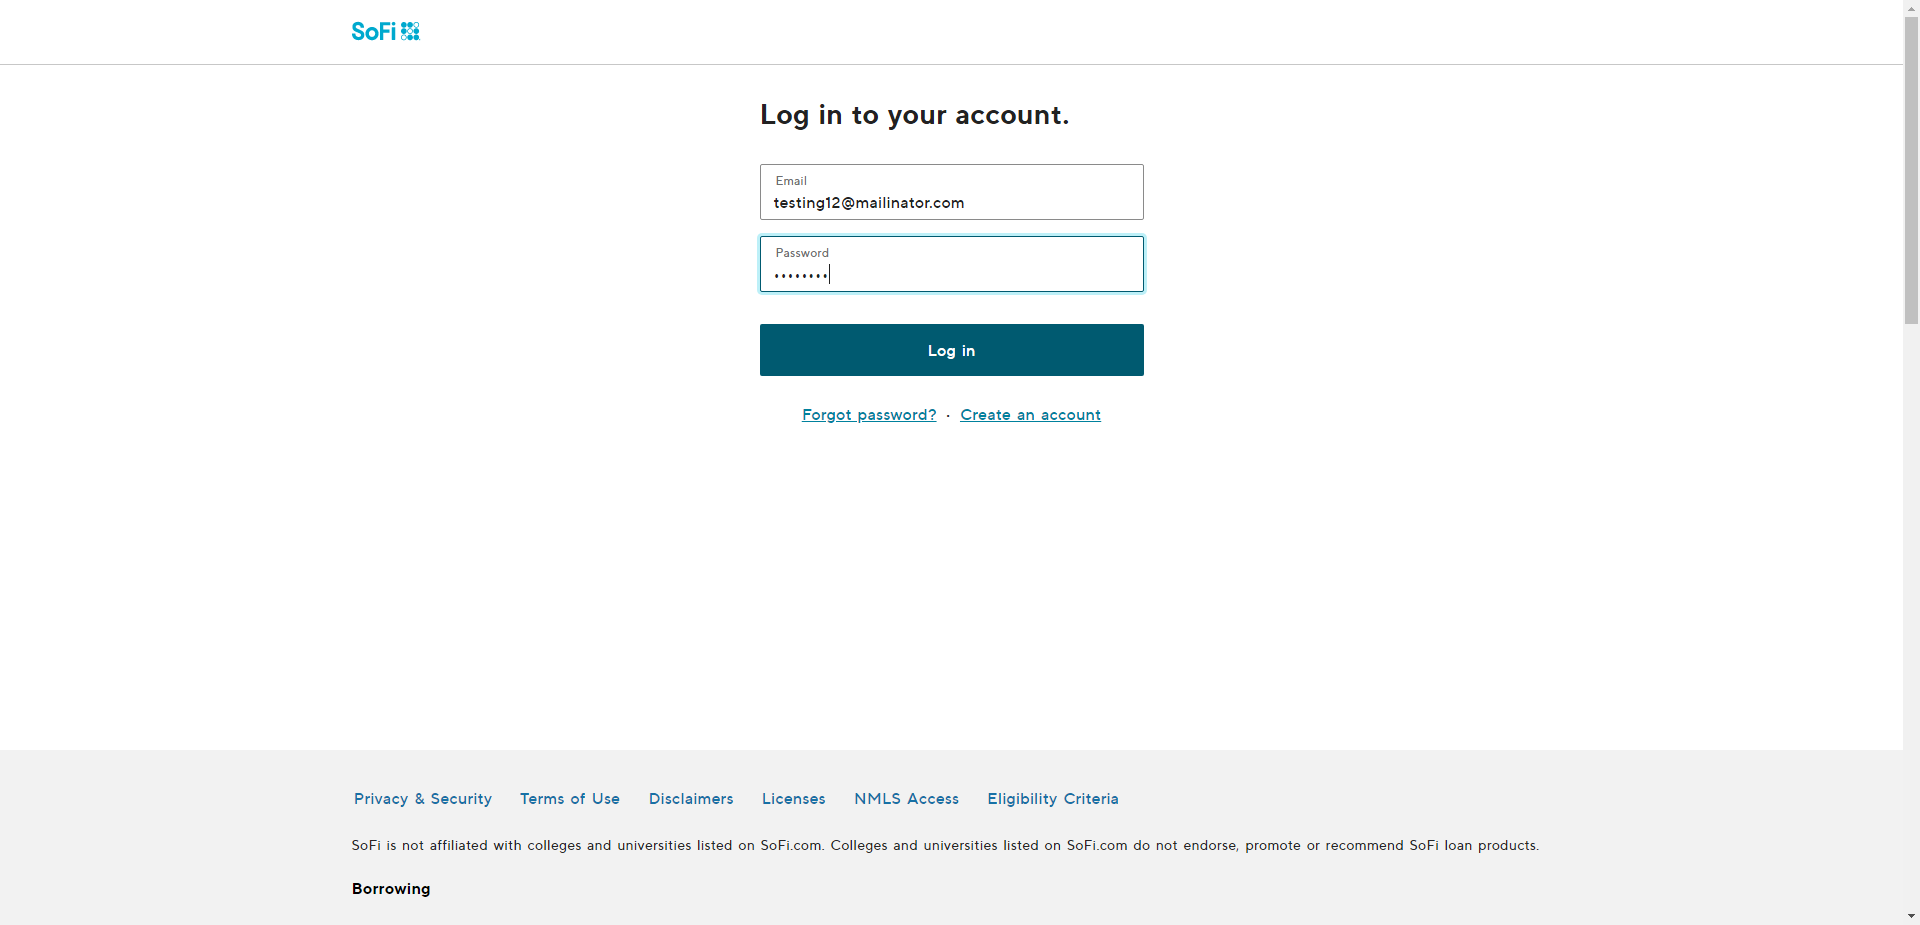 SoFi
Log in to your account.
Email
testing12@mailinator.com
Password
••••••••
Log in
Forgot password? · Create an account
Privacy & Security Terms of Use Disclaimers Licenses NMLS Access Eligibility Criteria
SoFi is not affiliated with colleges and universities listed on SoFi.com. Colleges and universities listed on SoFi.com do not endorse, promote or recommend SoFi loan products.
Borrowing